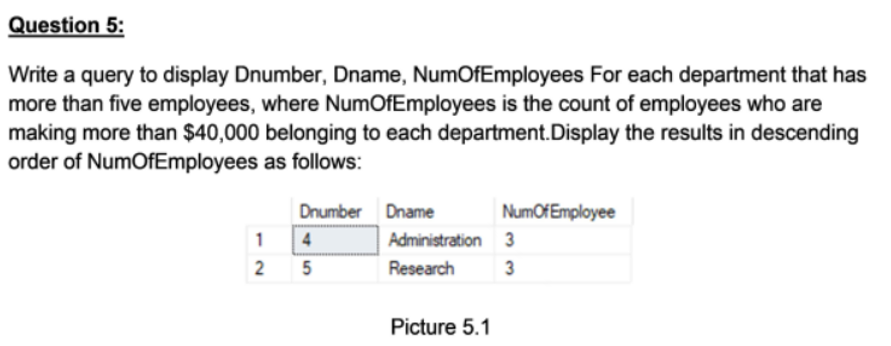 Question 5:
Write a query to display Dnumber, Dname, NumOfEmployees For each department that has
more than five employees, where NumOfEmployees is the count of employees who are
making more than $40,000 belonging to each department.Display the results in descending
order of NumOfEmployees as follows:
Dnumber Dname NumOfEmployee
1 4 Administration 3
2 5 Research 3
Picture 5.1